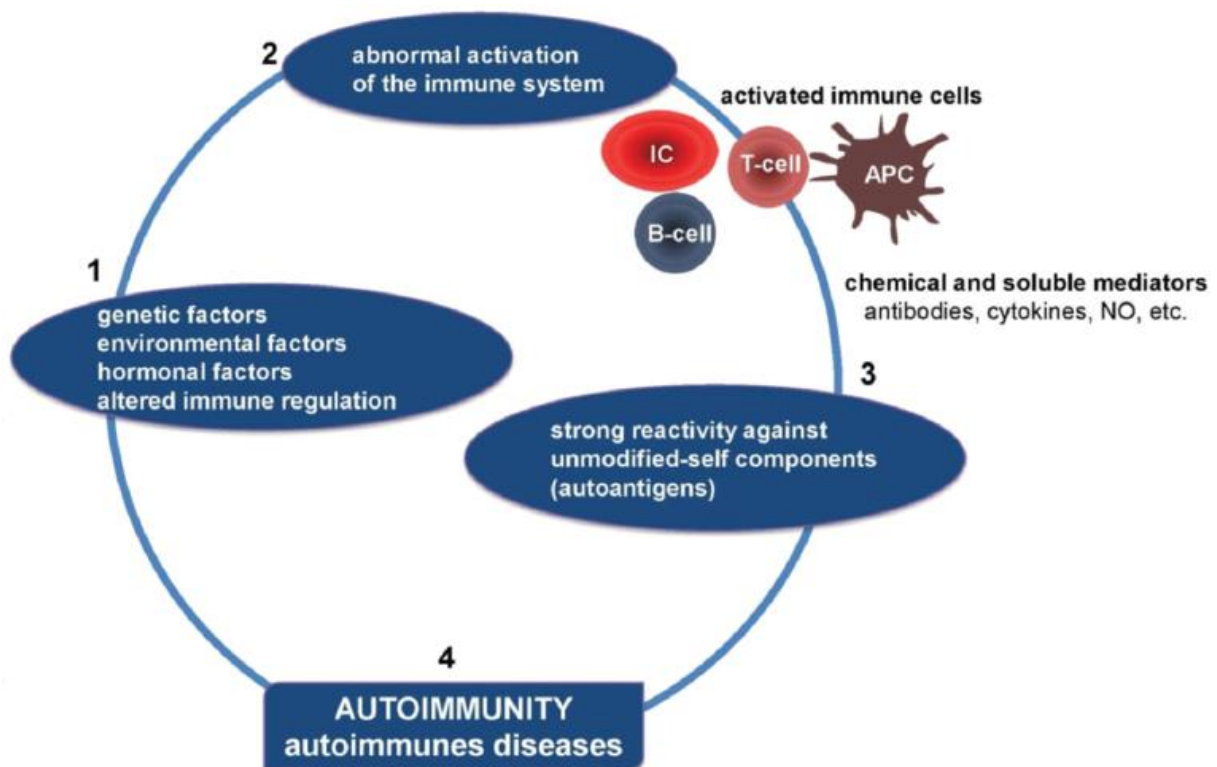 2
abnormal activation
of the immune system
activated immune cells
IC
T-cell
APC
B-cell
1
genetic factors
environmental factors
hormonal factors
altered immune regulation
chemical and soluble mediators
antibodies, cytokines, NO, etc.
3
strong reactivity against
unmodified-self components
(autoantigens)
4
AUTOIMMUNITY
autoimmunes diseases